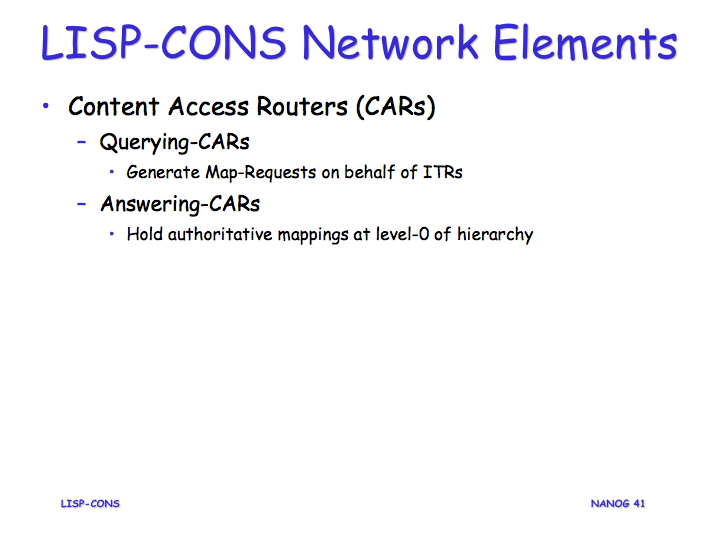 LISP-CONS Network Elements
• Content Access Routers (CARs)
– Querying-CARs
• Generate Map-Requests on behalf of ITRs
– Answering-CARs
• Hold authoritative mappings at level-0 of hierarchy
LISP-CONS
NANOG 41